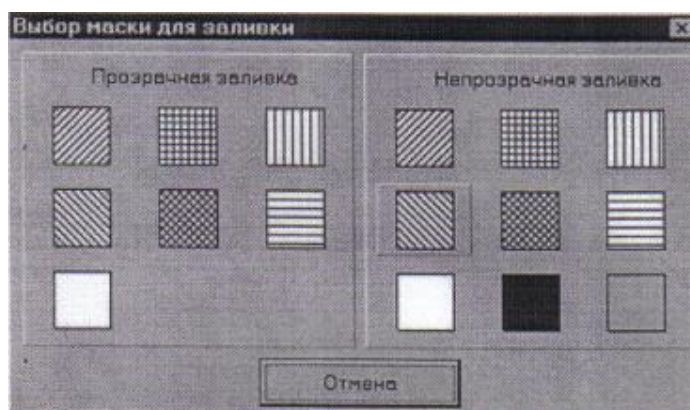 Выбор маски для заливки
Прозрачная заливка
Непрозрачная заливка
Отмена